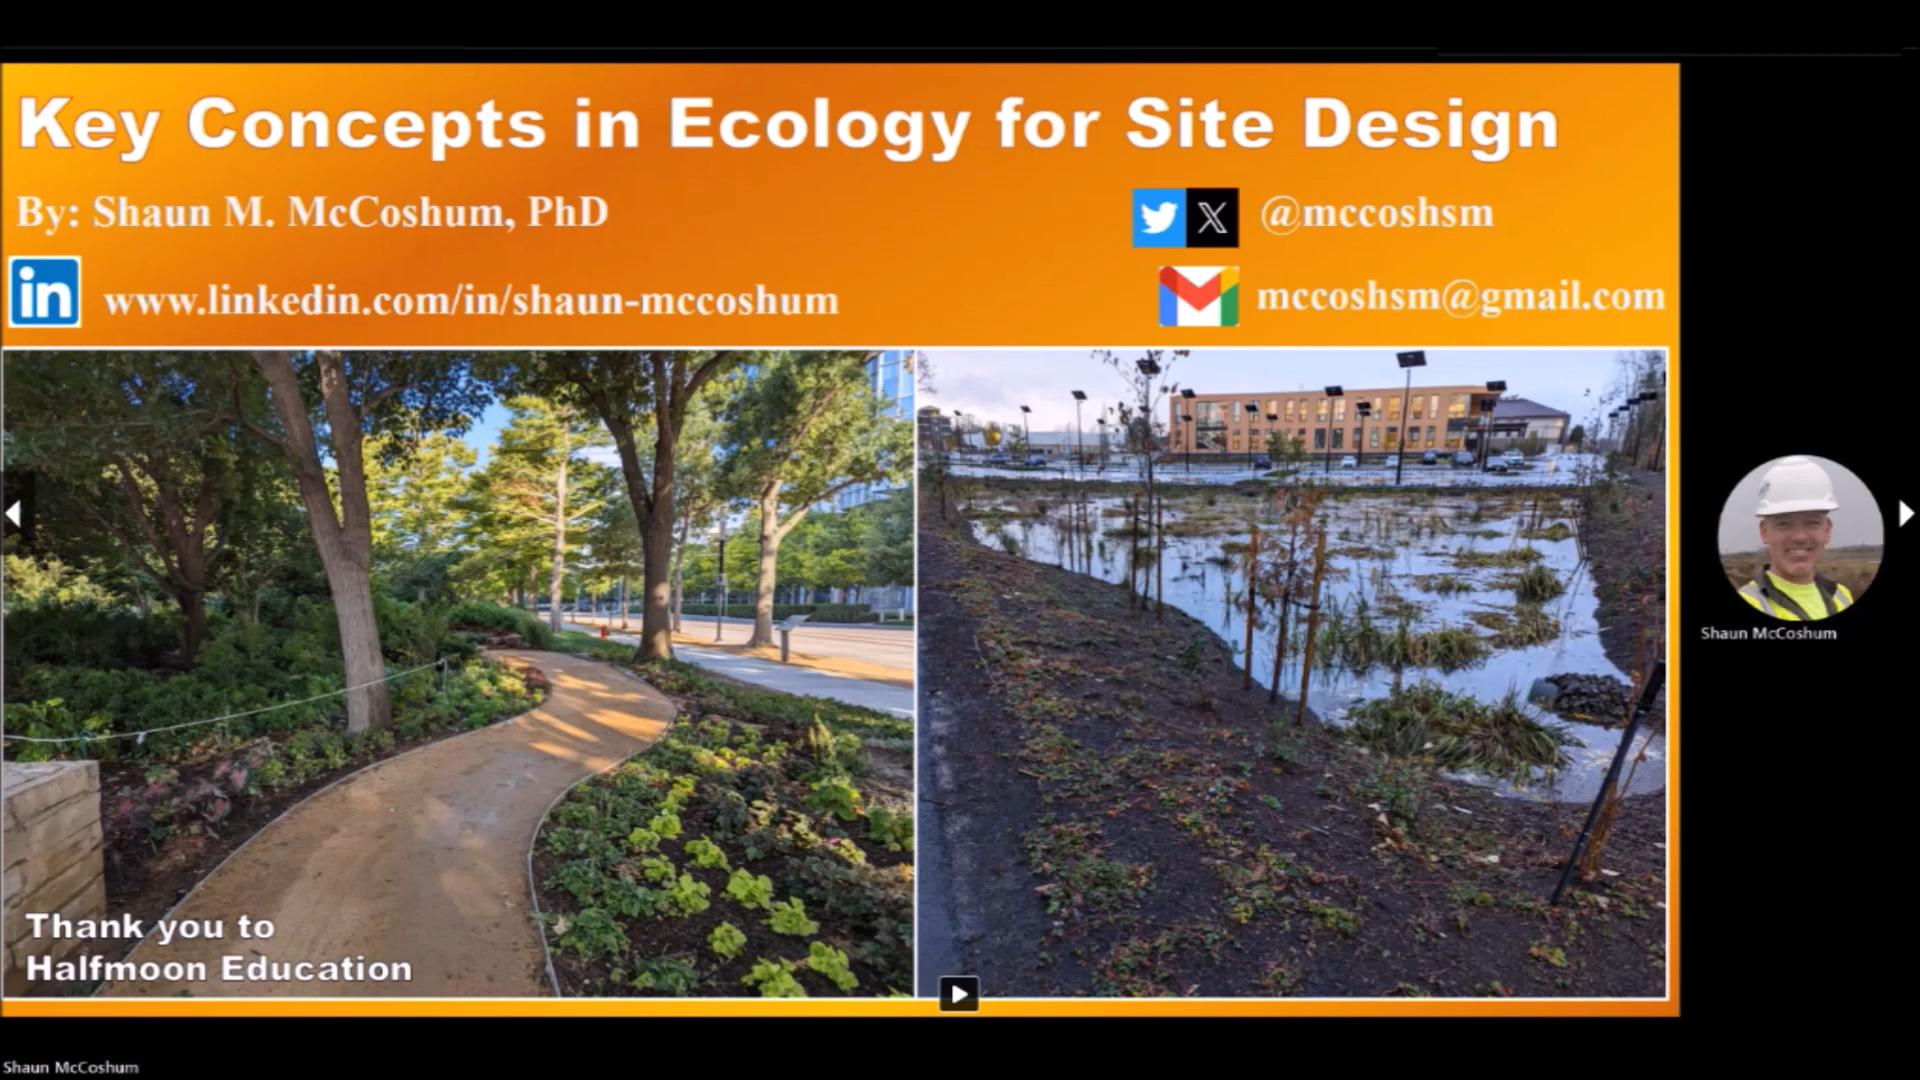 Key Concepts in Ecology for Site Design
By: Shaun M. McCoshum, PhD
@mccoshsm
in
www.linkedin.com/in/shaun-mccoshum
mccoshsm@gmail.com
Thank you to
Halfmoon Education
Shaun McCoshum
Shaun McCoshum